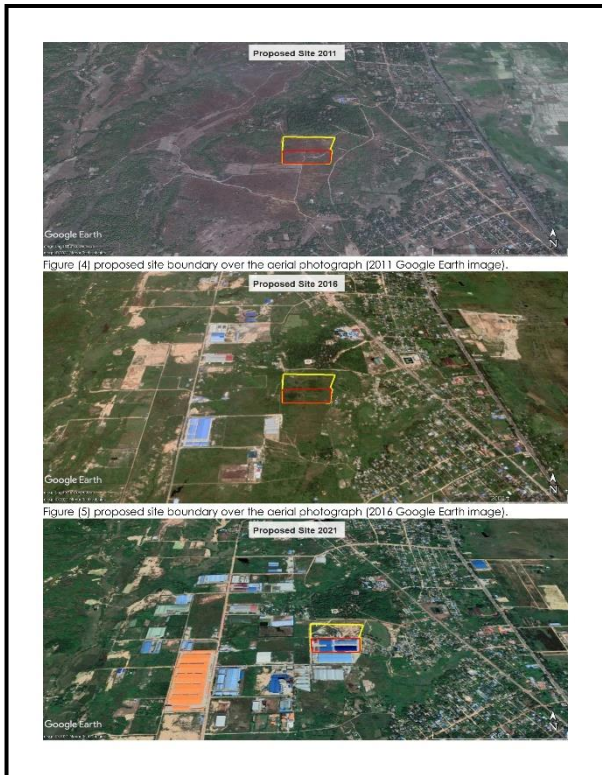 Proposed Site 2011
Google Earth
N
Figure (4) proposed site boundary over the aerial photograph (2011 Google Earth image).
Proposed Site 2016
Google Earth
N
Figure (5) proposed site boundary over the aerial photograph (2016 Google Earth image).
Proposed Site 2021
Google Earth
N